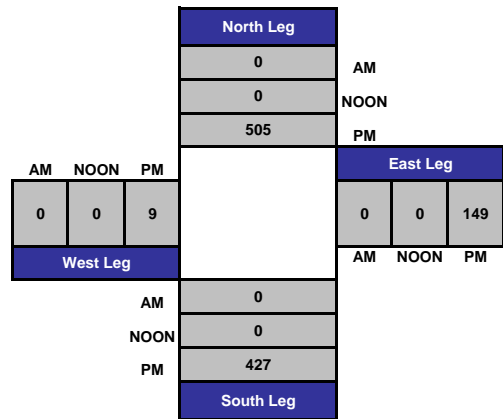 North Leg
0 AM
0 NOON
505 PM
AM NOON PM East Leg
0 0 9 0 0 149
West Leg AM NOON PM
AM 0
NOON 0
PM 427
South Leg